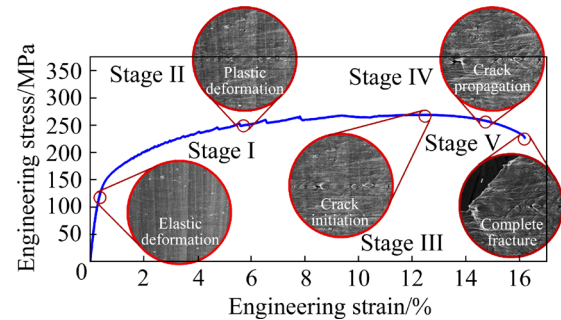 Engineering stress/MPa
350
300
250
200
150
100
50
0
Stage II
Plastic
deformation
Stage IV
Crack
propagation
Stage I
Stage V
Elastic
deformation
Crack
initiation
Complete
fracture
Stage III
0 2 4 6 8 10 12 14 16
Engineering strain/%